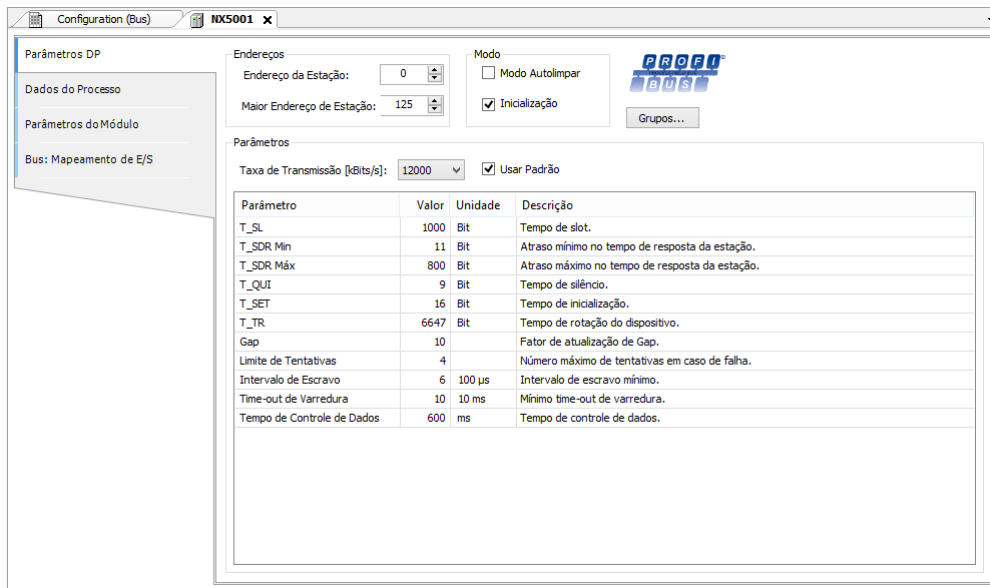 Configuration (Bus) NX5001 x
Parâmetros DP
Dados do Processo
Parâmetros do Módulo
Bus: Mapeamento de E/S
Endereços
Endereço da Estação: 0
Maior Endereço de Estação: 125
Modo
Modo Autolimpar
Inicialização
PROFI
BUS
Grupos...
Parâmetros
Taxa de Transmissão [kBits/s]: 12000 Usar Padrão
Parâmetro Valor Unidade Descrição
T_SL 1000 Bit Tempo de slot.
T_SDR Min 11 Bit Atraso mínimo no tempo de resposta da estação.
T_SDR Máx 800 Bit Atraso máximo no tempo de resposta da estação.
T_QUI 9 Bit Tempo de silêncio.
T_SET 16 Bit Tempo de inicialização.
T_TR 6647 Bit Tempo de rotação do dispositivo.
Gap 10 Fator de atualização de Gap.
Limite de Tentativas 4 Número máximo de tentativas em caso de falha.
Intervalo de Escravo 6 100 µs Intervalo de escravo mínimo.
Time-out de Varredura 10 10 ms Mínimo time-out de varredura.
Tempo de Controle de Dados 600 ms Tempo de controle de dados.